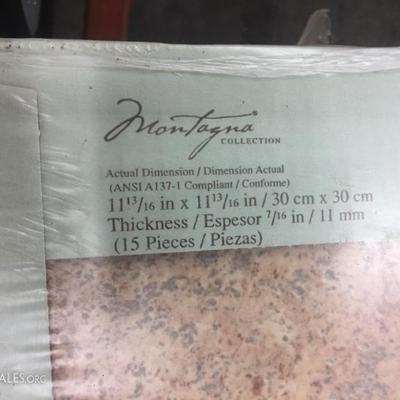 Montagna®
COLLECTION
Actual Dimension / Dimension Actual
(ANSI A137-1 Compliant / Conforme)
11 13/16 in x 11 13/16 in / 30 cm x 30 cm
Thickness / Espesor 7/16 in / 11 mm
(15 Pieces / Piezas)
ALES.ORG